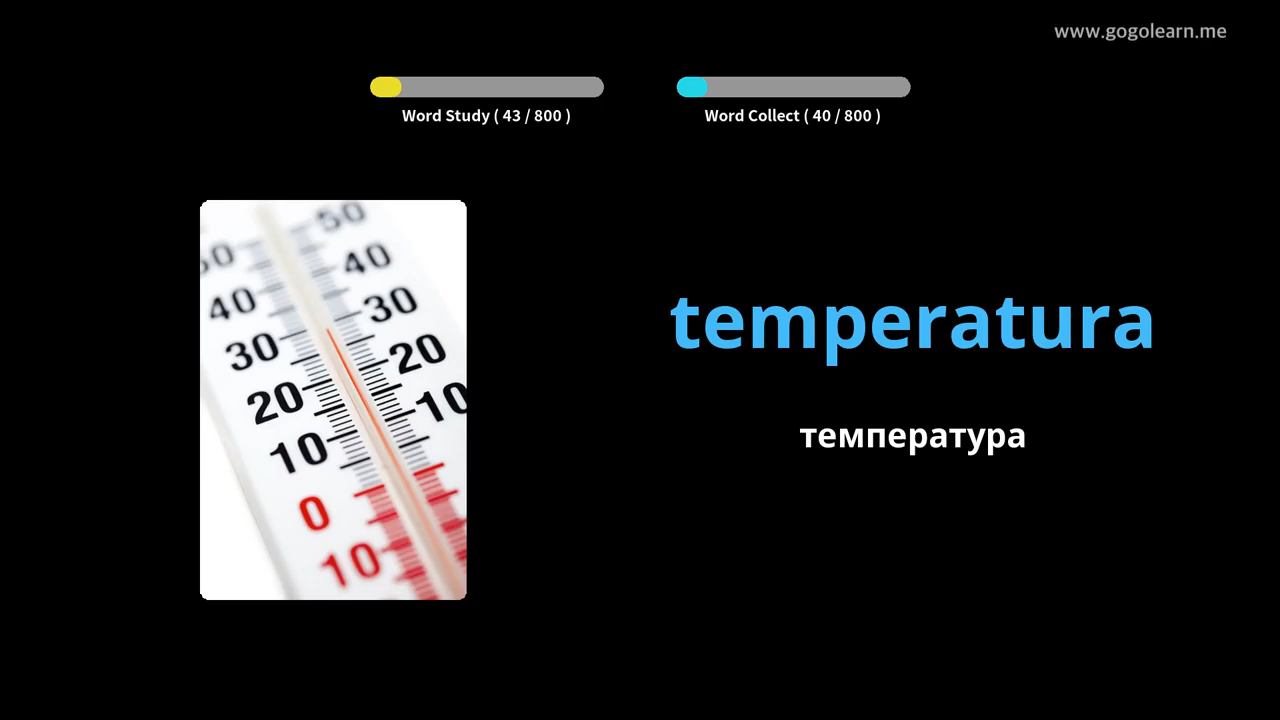 www.gogolearn.me
Word Study ( 43 / 800 )
Word Collect ( 40 / 800 )
50
40
40
30
30
20
20
10
10
0
10
temperatura
температура